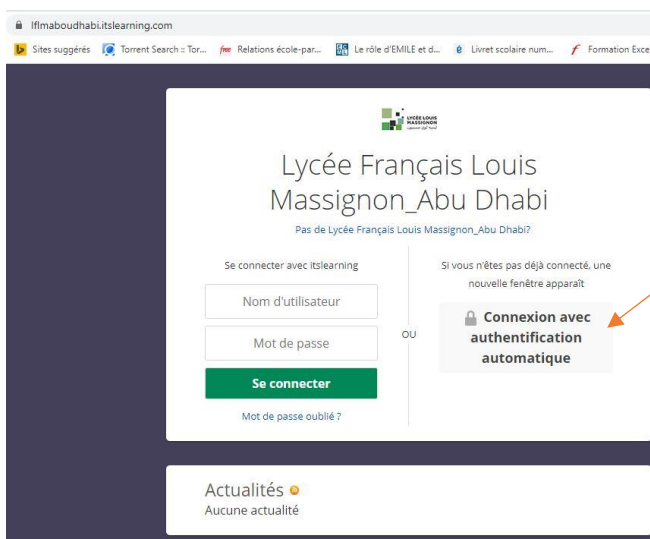 lflmaboudhabi.itslearning.com
Sites suggérés Torrent Search :: Tor... free Relations école-par... Le rôle d'EMILE et d... Livret scolaire num... Formation Exce
LYCÉE LOUIS
MASSIGNON
Lycée Français Louis
Massignon_Abu Dhabi
Pas de Lycée Français Louis Massignon_Abu Dhabi?
Se connecter avec itslearning
Nom d'utilisateur
Mot de passe
Se connecter
Mot de passe oublié ?
OU
Si vous n'êtes pas déjà connecté, une
nouvelle fenêtre apparaît
Connexion avec
authentification
automatique
Actualités
Aucune actualité